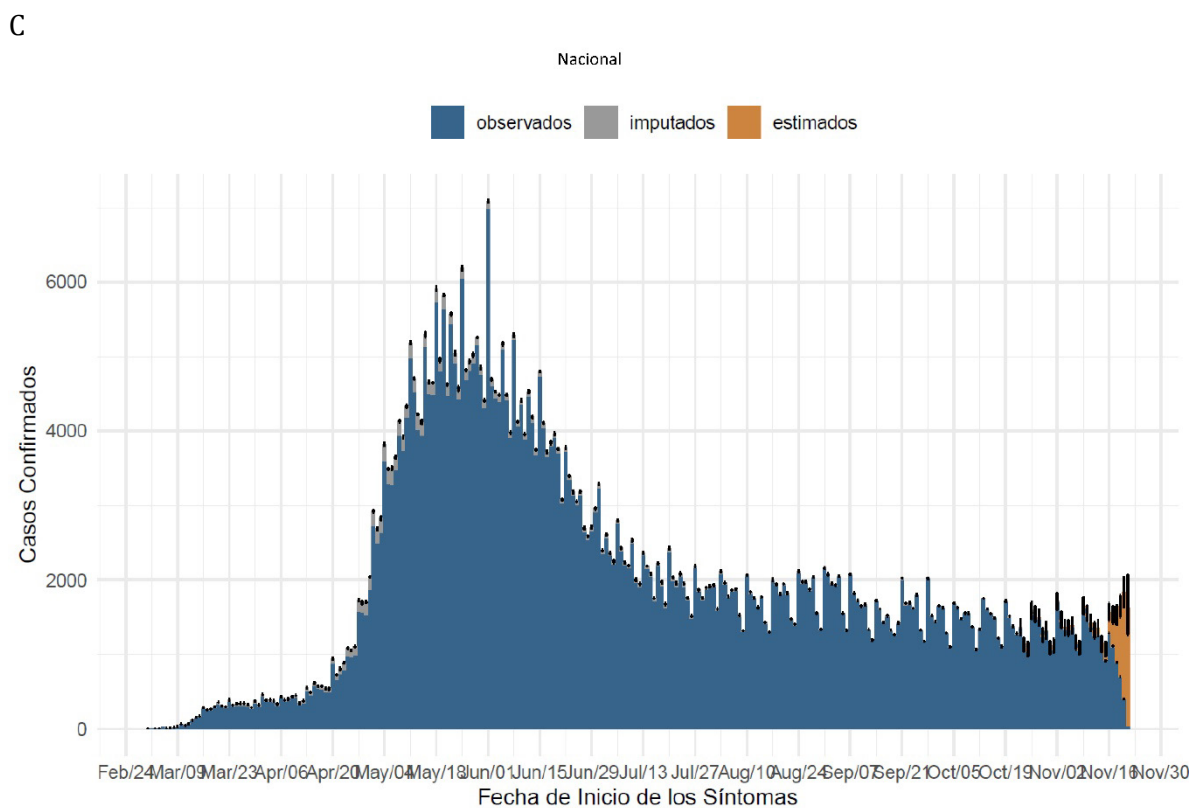 C
Nacional
observados imputados estimados
Casos Confirmados
6000
4000
2000
0
Feb/24 Mar/09 Mar/23 Apr/06 Apr/20 May/04 May/18 Jun/01 Jun/15 Jun/29 Jul/13 Jul/27 Aug/10 Aug/24 Sep/07 Sep/21 Oct/05 Oct/19 Nov/02 Nov/16 Nov/30
Fecha de Inicio de los Síntomas